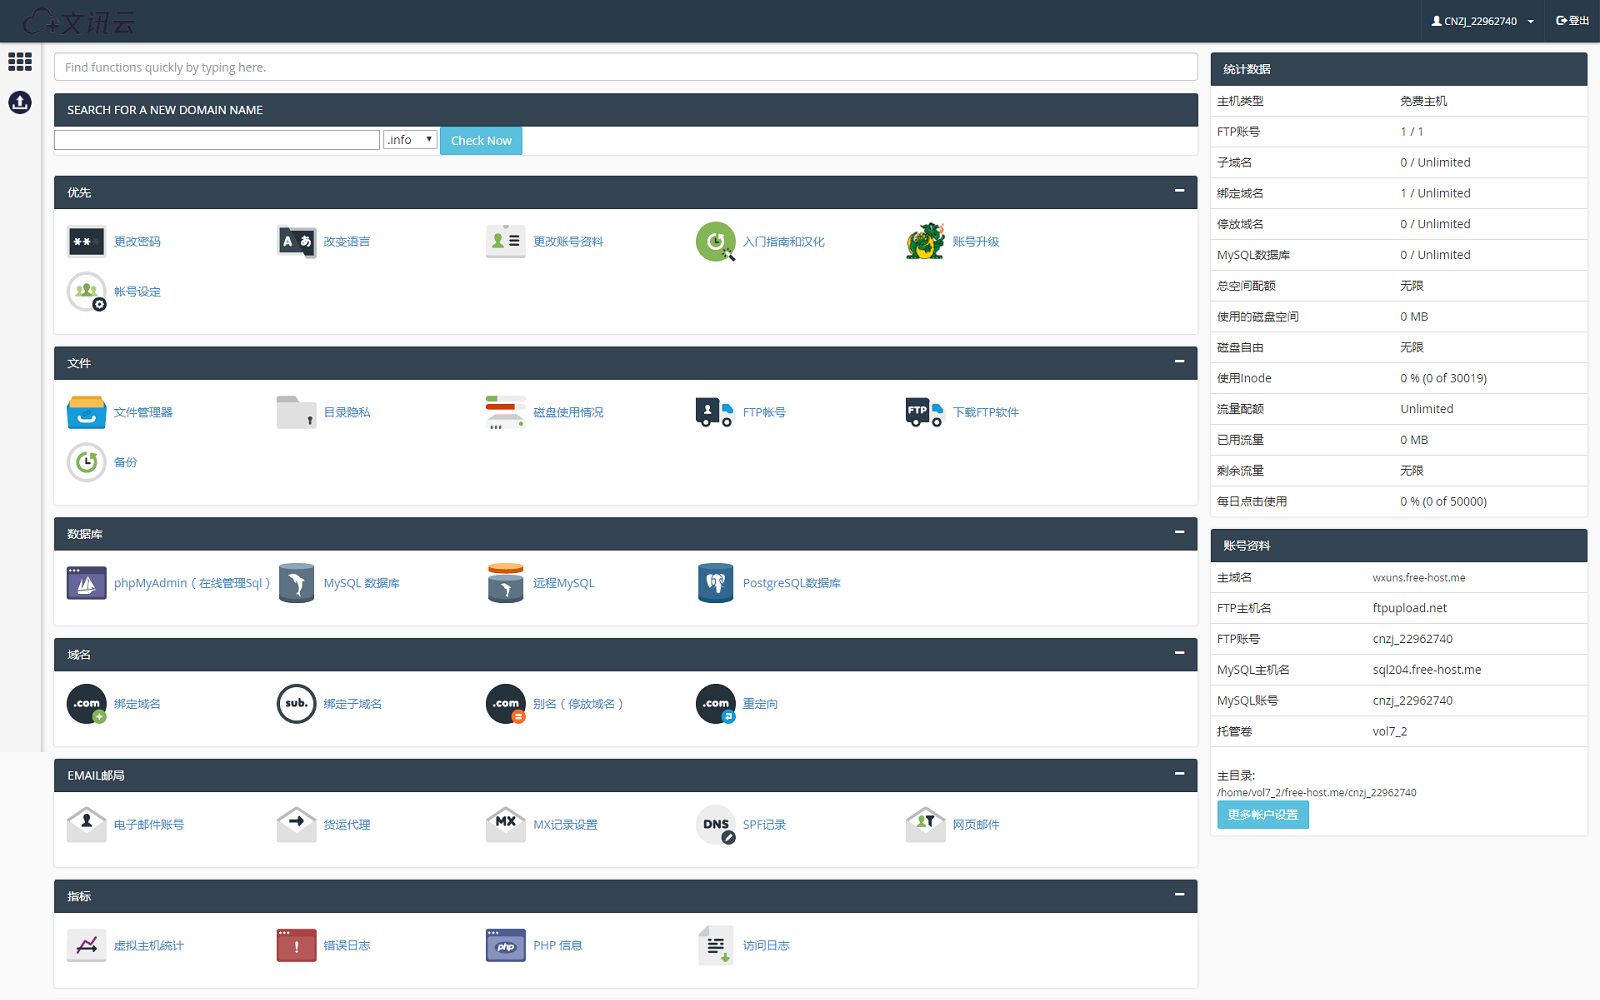 文讯云
CNZJ_22962740
登出
Find functions quickly by typing here.
SEARCH FOR A NEW DOMAIN NAME
.info
Check Now
优先
**
更改密码
A あ
改变语言
更改账号资料
入门指南和汉化
账号升级
帐号设定
文件
文件管理器
目录隐私
磁盘使用情况
FTP帐号
FTP
下载FTP软件
备份
数据库
phpMyAdmin（在线管理Sql）
MySQL 数据库
远程MySQL
PostgreSQL数据库
域名
.com
绑定域名
sub.
绑定子域名
.com
别名（停放域名）
.com
重定向
EMAIL邮局
电子邮件账号
货运代理
MX
MX记录设置
DNS
SPF记录
网页邮件
指标
虚拟主机统计
错误日志
php
PHP 信息
访问日志
统计数据
主机类型 免费主机
FTP账号 1 / 1
子域名 0 / Unlimited
绑定域名 1 / Unlimited
停放域名 0 / Unlimited
MySQL数据库 0 / Unlimited
总空间配额 无限
使用的磁盘空间 0 MB
磁盘自由 无限
使用Inode 0 % (0 of 30019)
流量配额 Unlimited
已用流量 0 MB
剩余流量 无限
每日点击使用 0 % (0 of 50000)
账号资料
主域名 wxuns.free-host.me
FTP主机名 ftpupload.net
FTP账号 cnzj_22962740
MySQL主机名 sql204.free-host.me
MySQL账号 cnzj_22962740
托管卷 vol7_2
主目录:
/home/vol7_2/free-host.me/cnzj_22962740
更多帐户设置